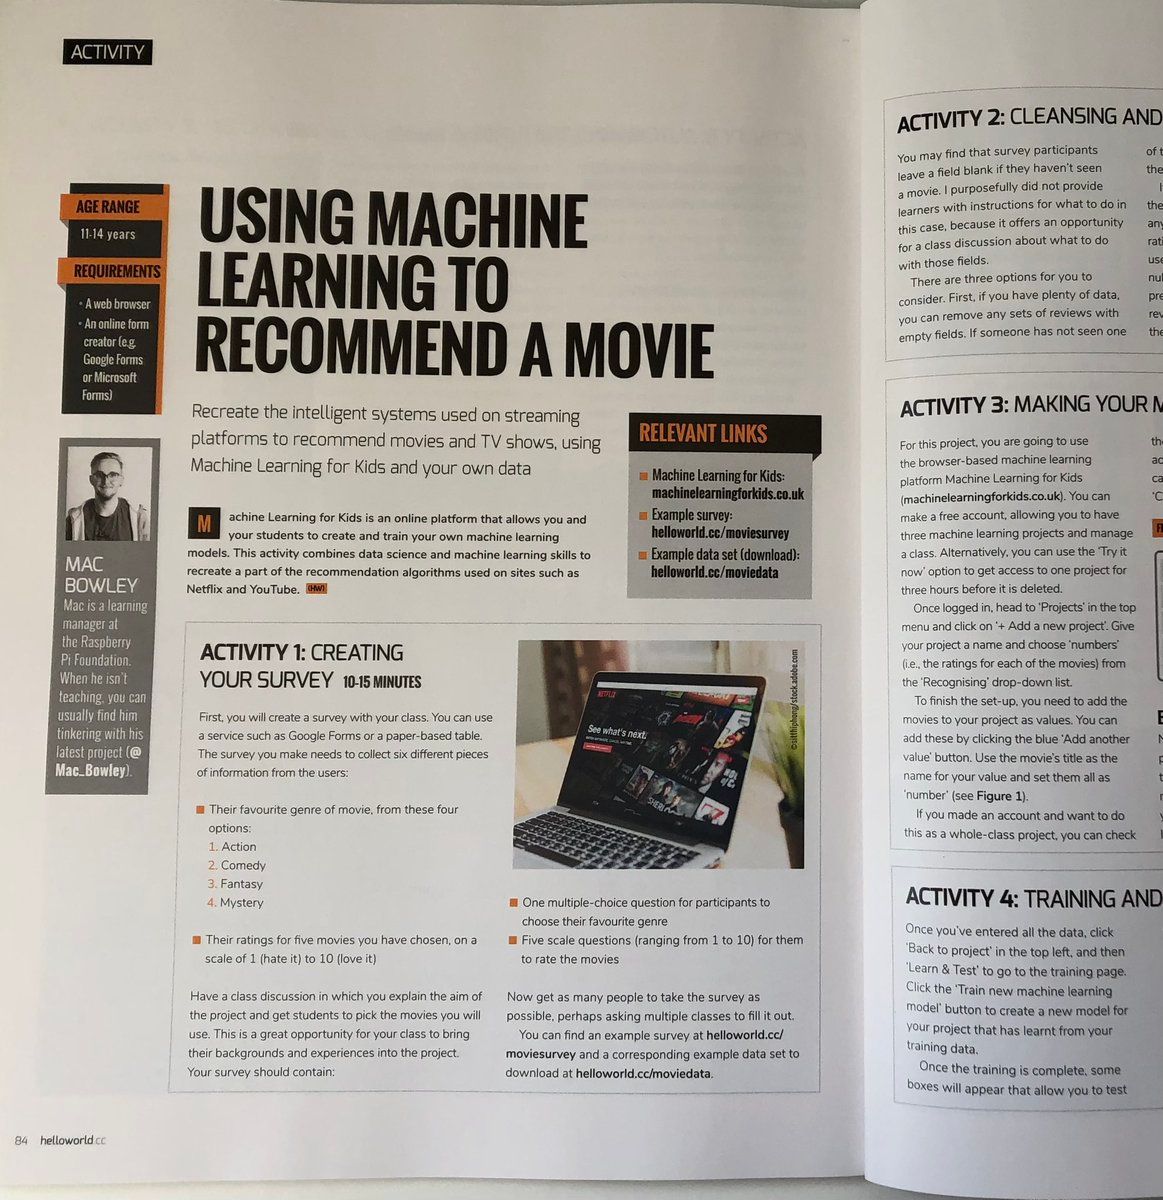 ACTIVITY
AGE RANGE
11-14 years
REQUIREMENTS
• A web browser
• An online form
creator (e.g.
Google Forms
or Microsoft
Forms)
MAC
BOWLEY
Mac is a learning
manager at
the Raspberry
Pi Foundation.
When he isn't
teaching, you can
usually find him
tinkering with his
latest project (@
Mac_Bowley).
USING MACHINE
LEARNING TO
RECOMMEND A MOVIE
Recreate the intelligent systems used on streaming
platforms to recommend movies and TV shows, using
Machine Learning for Kids and your own data
Machine Learning for Kids is an online platform that allows you and
your students to create and train your own machine learning
models. This activity combines data science and machine learning skills to
recreate a part of the recommendation algorithms used on sites such as
Netflix and YouTube. (HW)
RELEVANT LINKS
Machine Learning for Kids:
machinelearningforkids.co.uk
Example survey:
helloworld.cc/moviesurvey
Example data set (download):
helloworld.cc/moviedata
ACTIVITY 1: CREATING
YOUR SURVEY 10-15 MINUTES
First, you will create a survey with your class. You can use
a service such as Google Forms or a paper-based table.
The survey you make needs to collect six different pieces
of information from the users:
Their favourite genre of movie, from these four
options:
1. Action
2. Comedy
3. Fantasy
4. Mystery
Their ratings for five movies you have chosen, on a
scale of 1 (hate it) to 10 (love it)
Have a class discussion in which you explain the aim of
the project and get students to pick the movies you will
use. This is a great opportunity for your class to bring
their backgrounds and experiences into the project.
Your survey should contain:
NETFLIX
See what's next.
©sitthiphong/stock.adobe.com
One multiple-choice question for participants to
choose their favourite genre
Five scale questions (ranging from 1 to 10) for them
to rate the movies
Now get as many people to take the survey as
possible, perhaps asking multiple classes to fill it out.
You can find an example survey at helloworld.cc/
moviesurvey and a corresponding example data set to
download at helloworld.cc/moviedata.
84 helloworld.cc
ACTIVITY 2: CLEANSING AND
You may find that survey participants
leave a field blank if they haven't seen
a movie. I purposefully did not provide
learners with instructions for what to do in
this case, because it offers an opportunity
for a class discussion about what to do
with those fields.
There are three options for you to
consider. First, if you have plenty of data,
you can remove any sets of reviews with
empty fields. If someone has not seen one
ACTIVITY 3: MAKING YOUR
For this project, you are going to use
the browser-based machine learning
platform Machine Learning for Kids
(machinelearningforkids.co.uk). You can
make a free account, allowing you to have
three machine learning projects and manage
a class. Alternatively, you can use the 'Try it
now' option to get access to one project for
three hours before it is deleted.
Once logged in, head to 'Projects' in the top
menu and click on '+ Add a new project'. Give
your project a name and choose 'numbers'
(i.e., the ratings for each of the movies) from
the 'Recognising' drop-down list.
To finish the set-up, you need to add the
movies to your project as values. You can
add these by clicking the blue 'Add another
value' button. Use the movie's title as the
name for your value and set them all as
'number' (see Figure 1).
If you made an account and want to do
this as a whole-class project, you can check
ACTIVITY 4: TRAINING AND
Once you've entered all the data, click
'Back to project' in the top left, and then
'Learn & Test' to go to the training page.
Click the 'Train new machine learning
model' button to create a new model for
your project that has learnt from your
training data.
Once the training is complete, some
boxes will appear that allow you to test